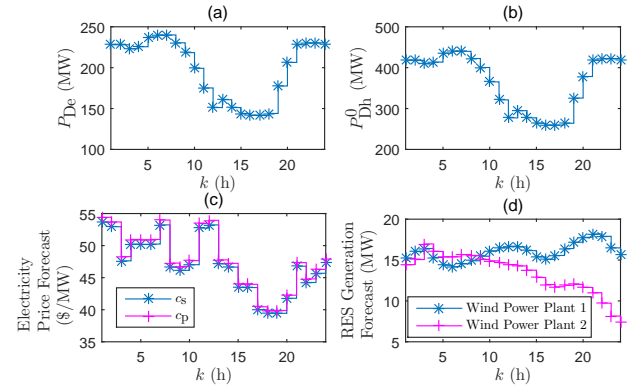 (a)
250
200
150
100
P_De (MW)
5 10 15 20
k (h)
(b)
500
400
300
200
P^0_Dh (MW)
5 10 15 20
k (h)
(c)
55
50
45
40
35
Electricity
Price Forecast
($/MW)
c_s
c_p
5 10 15 20
k (h)
(d)
20
15
10
5
RES Generation
Forecast (MW)
Wind Power Plant 1
Wind Power Plant 2
5 10 15 20
k (h)